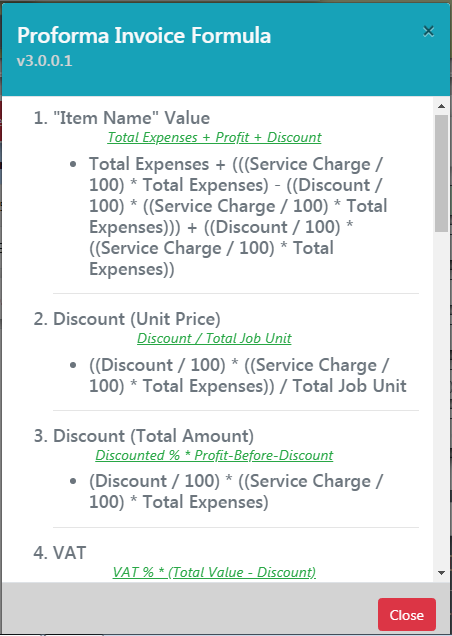 Proforma Invoice Formula
×
v3.0.0.1
1. "Item Name" Value
Total Expenses + Profit + Discount
• Total Expenses + (((Service Charge /
100) * Total Expenses) - ((Discount /
100) * ((Service Charge / 100) * Total
Expenses))) + ((Discount / 100) *
((Service Charge / 100) * Total
Expenses))
2. Discount (Unit Price)
Discount / Total Job Unit
• ((Discount / 100) * ((Service Charge /
100) * Total Expenses)) / Total Job Unit
3. Discount (Total Amount)
Discounted % * Profit-Before-Discount
• (Discount / 100) * ((Service Charge /
100) * Total Expenses)
4. VAT
VAT % * (Total Value - Discount)
Close